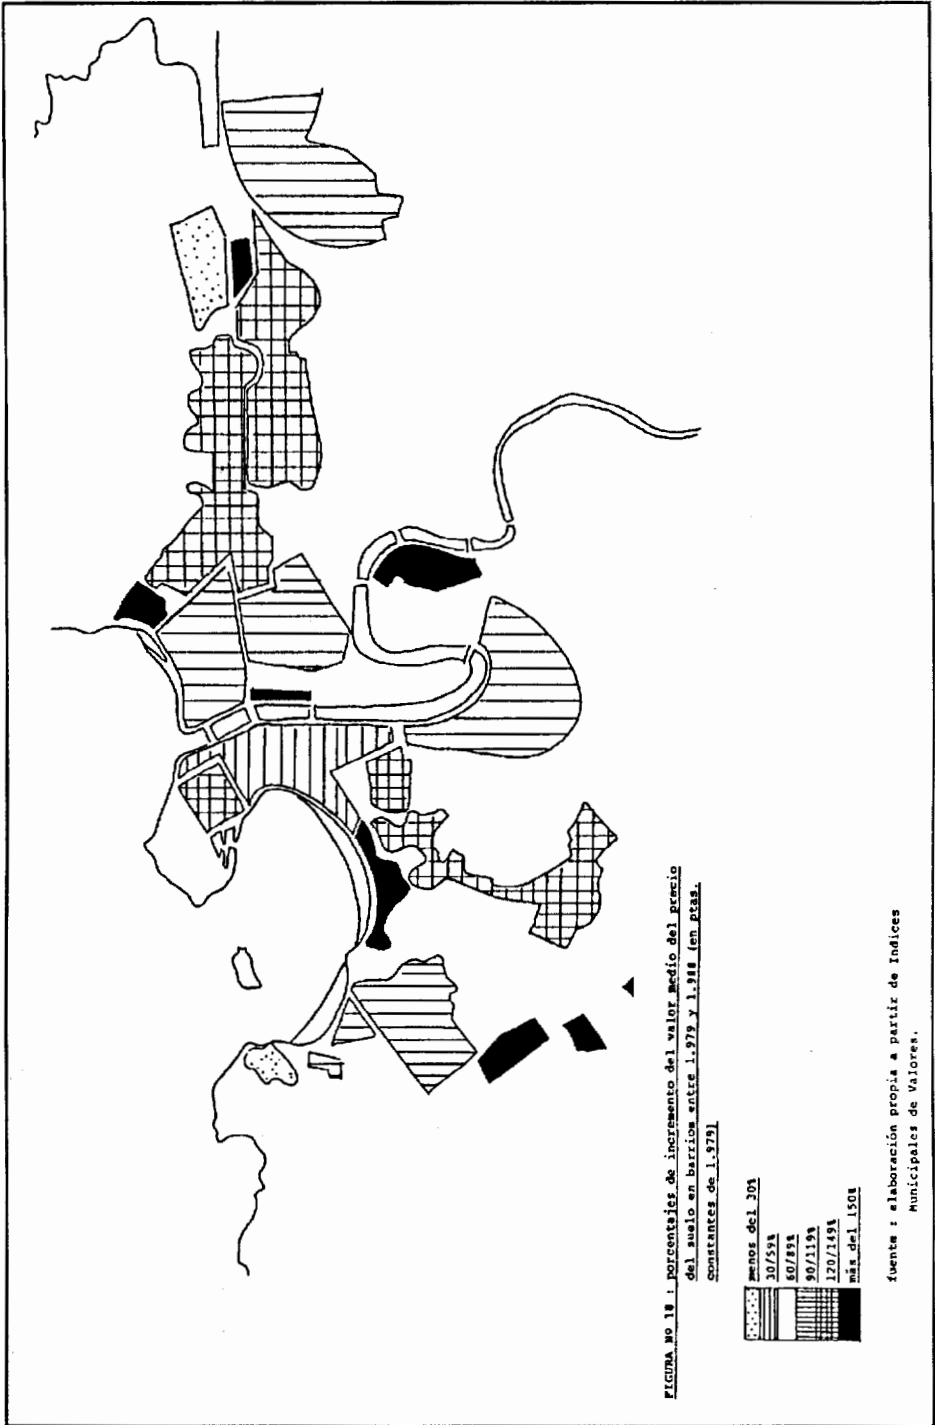 FIGURA Nº 18 : porcentajes de incremento del valor medio del precio
del suelo en barrios entre 1.979 y 1.988 (en ptas.
constantes de 1.979)
menos del 30%
30/59%
60/89%
90/119%
120/149%
más del 150%
fuente : elaboración propia a partir de Indices
Municipales de Valores.